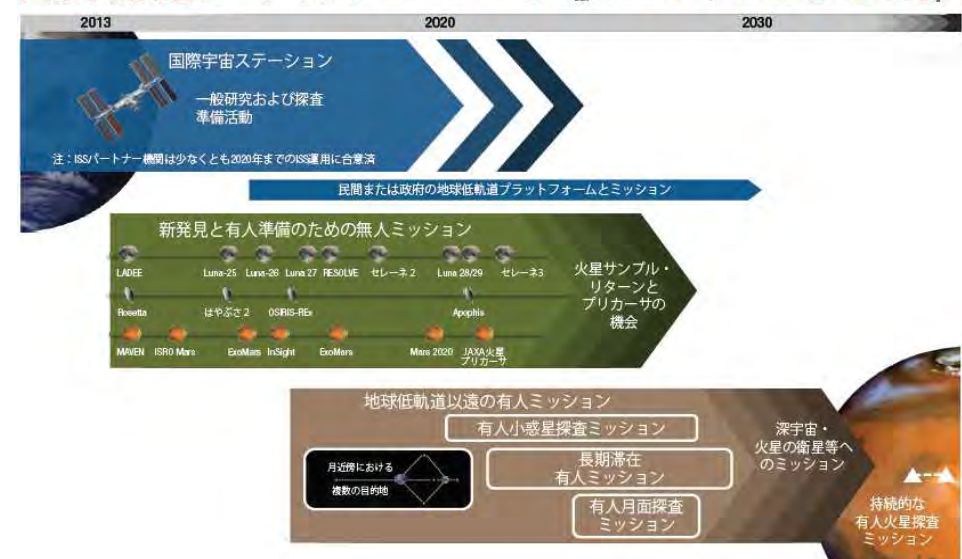 2013 2020 2030
国際宇宙ステーション
一般研究および探査
準備活動
注：ISSパートナー機関は少なくとも2020年までのISS運用に合意済
民間または政府の地球低軌道プラットフォームとミッション
新発見と有人準備のための無人ミッション
LADEE Luna-25 Luna-26 Luna 27 RESOLVE セレーネ2 Luna 28/29 セレーネ3
Rosetta はやぶさ2 OSIRIS-REx Apophis
MAVEN ISRO Mars ExoMars InSight ExoMars Mars 2020 JAXA火星
プリカーサ
火星サンプル・
リターンと
プリカーサの
機会
地球低軌道以遠の有人ミッション
有人小惑星探査ミッション
月近傍における
複数の目的地
長期滞在
有人ミッション
有人月面探査
ミッション
深宇宙・
火星の衛星等へ
のミッション
持続的な
有人火星探査
ミッション